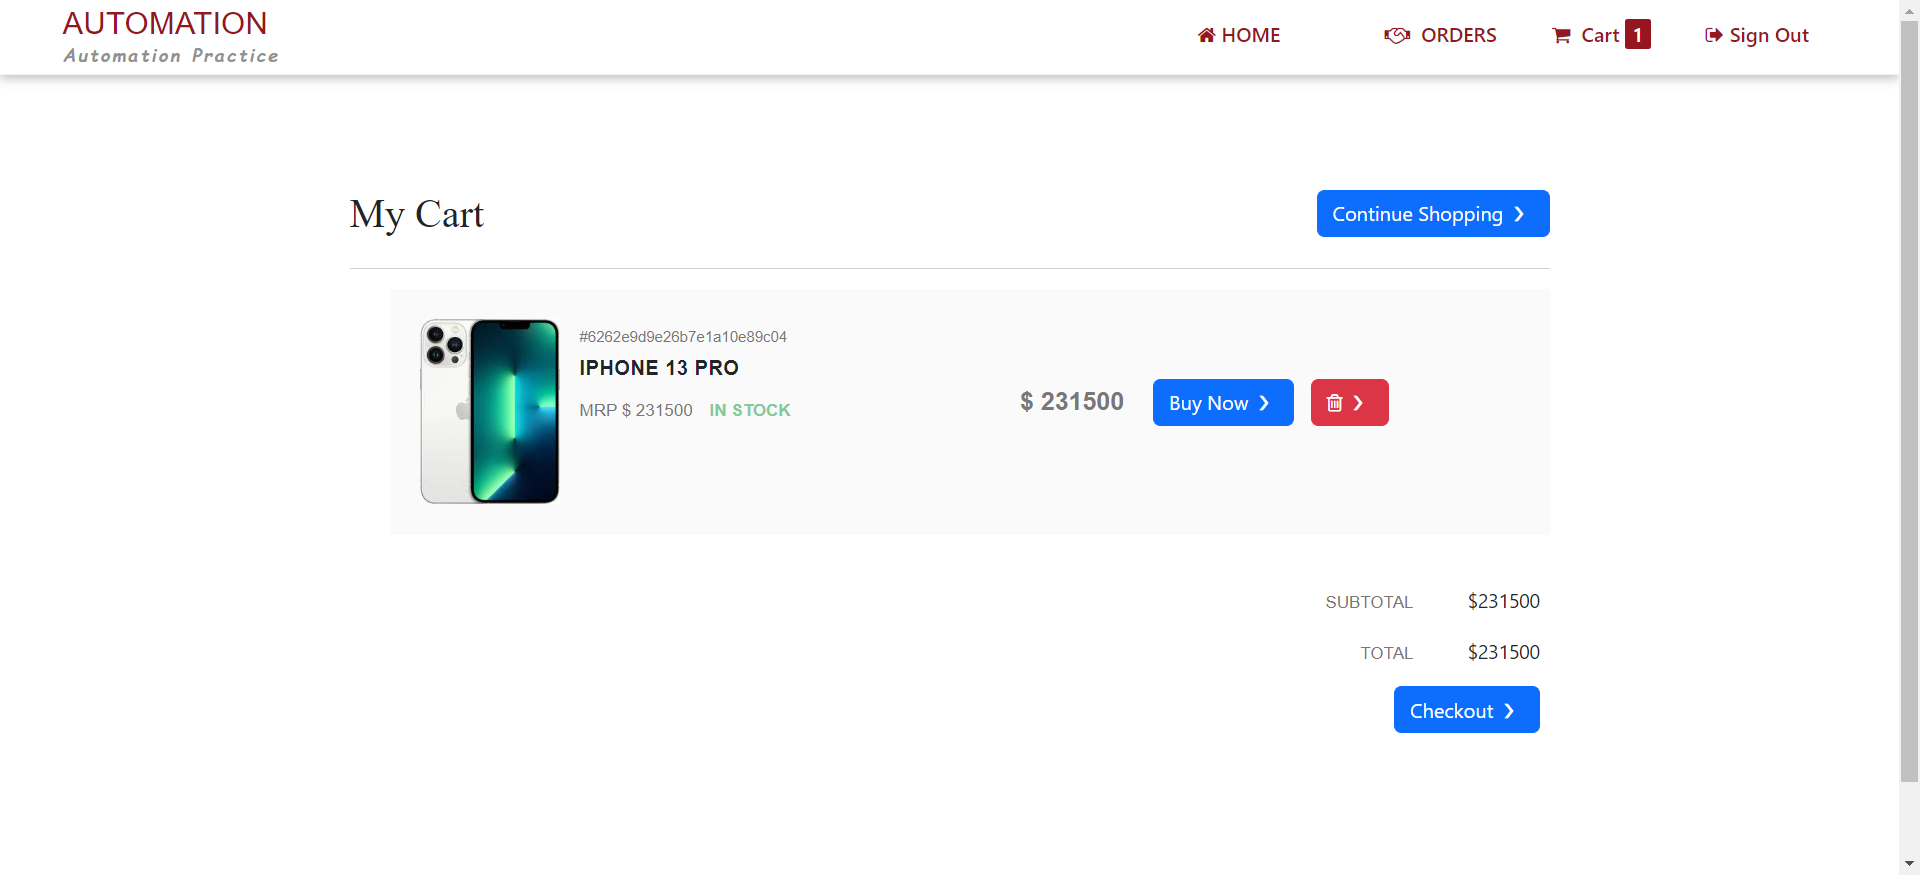 AUTOMATION
Automation Practice
HOME
ORDERS
Cart 1
Sign Out
My Cart
Continue Shopping ❯
#6262e9d9e26b7e1a10e89c04
IPHONE 13 PRO
MRP $ 231500 IN STOCK
$ 231500
Buy Now ❯
❯
SUBTOTAL $231500
TOTAL $231500
Checkout ❯